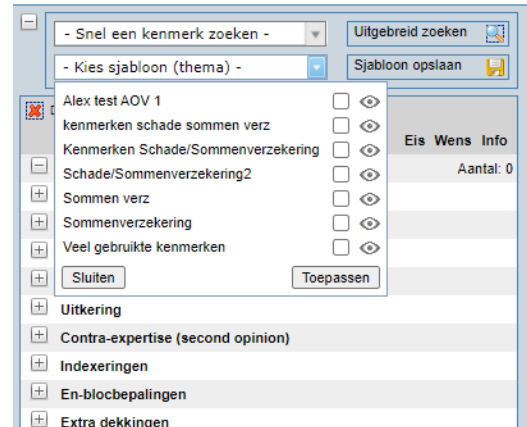 - Snel een kenmerk zoeken -
Uitgebreid zoeken
- Kies sjabloon (thema) -
Sjabloon opslaan
Alex test AOV 1
kenmerken schade sommen verz
Kenmerken Schade/Sommenverzekering
Schade/Sommenverzekering2
Sommen verz
Sommenverzekering
Veel gebruikte kenmerken
Sluiten
Toepassen
Eis Wens Info
Aantal: 0
Uitkering
Contra-expertise (second opinion)
Indexeringen
En-blocbepalingen
Extra dekkingen